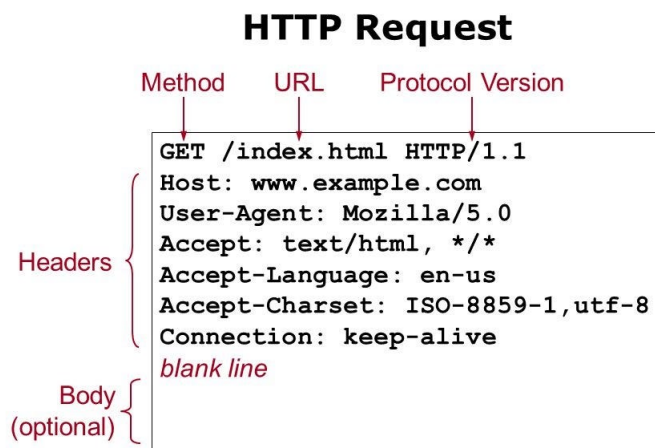 HTTP Request
Method URL Protocol Version
GET /index.html HTTP/1.1
Host: www.example.com
User-Agent: Mozilla/5.0
Accept: text/html, */*
Accept-Language: en-us
Accept-Charset: ISO-8859-1,utf-8
Connection: keep-alive
blank line
Headers
Body
(optional)